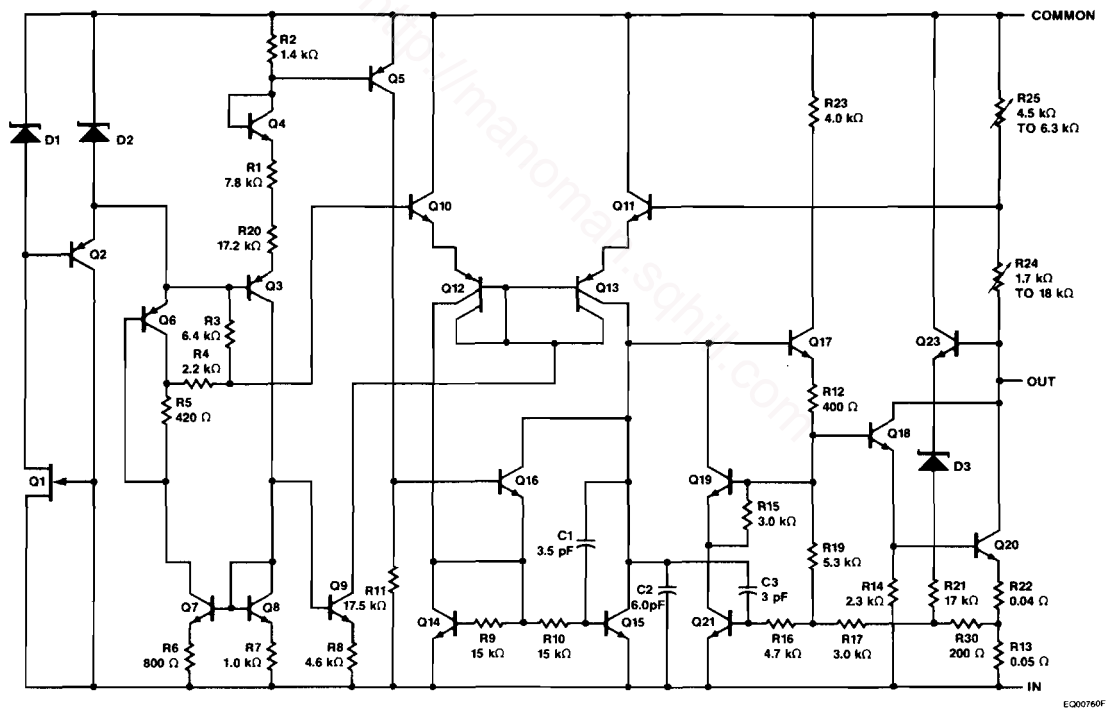 COMMON
R2
1.4 kΩ
Q5
Q4
R23
4.0 kΩ
R25
4.5 kΩ
TO 6.3 kΩ
D1
D2
R1
7.8 kΩ
Q10
Q11
R20
17.2 kΩ
Q2
Q3
Q12
Q13
R24
1.7 kΩ
TO 18 kΩ
Q6
R3
6.4 kΩ
R4
2.2 kΩ
Q17
Q23
OUT
R5
420 Ω
R12
400 Ω
Q18
D3
Q1
Q16
Q19
R15
3.0 kΩ
C1
3.5 pF
R19
5.3 kΩ
Q20
Q7
Q8
Q9
R11
17.5 kΩ
C2
6.0pF
C3
3 pF
R14
2.3 kΩ
R21
17 kΩ
R22
0.04 Ω
Q14
R9
15 kΩ
R10
15 kΩ
Q15
Q21
R16
4.7 kΩ
R17
3.0 kΩ
R30
200 Ω
R13
0.05 Ω
R6
800 Ω
R7
1.0 kΩ
R8
4.6 kΩ
IN
EQ00760F
http://manoman.sqhill.com